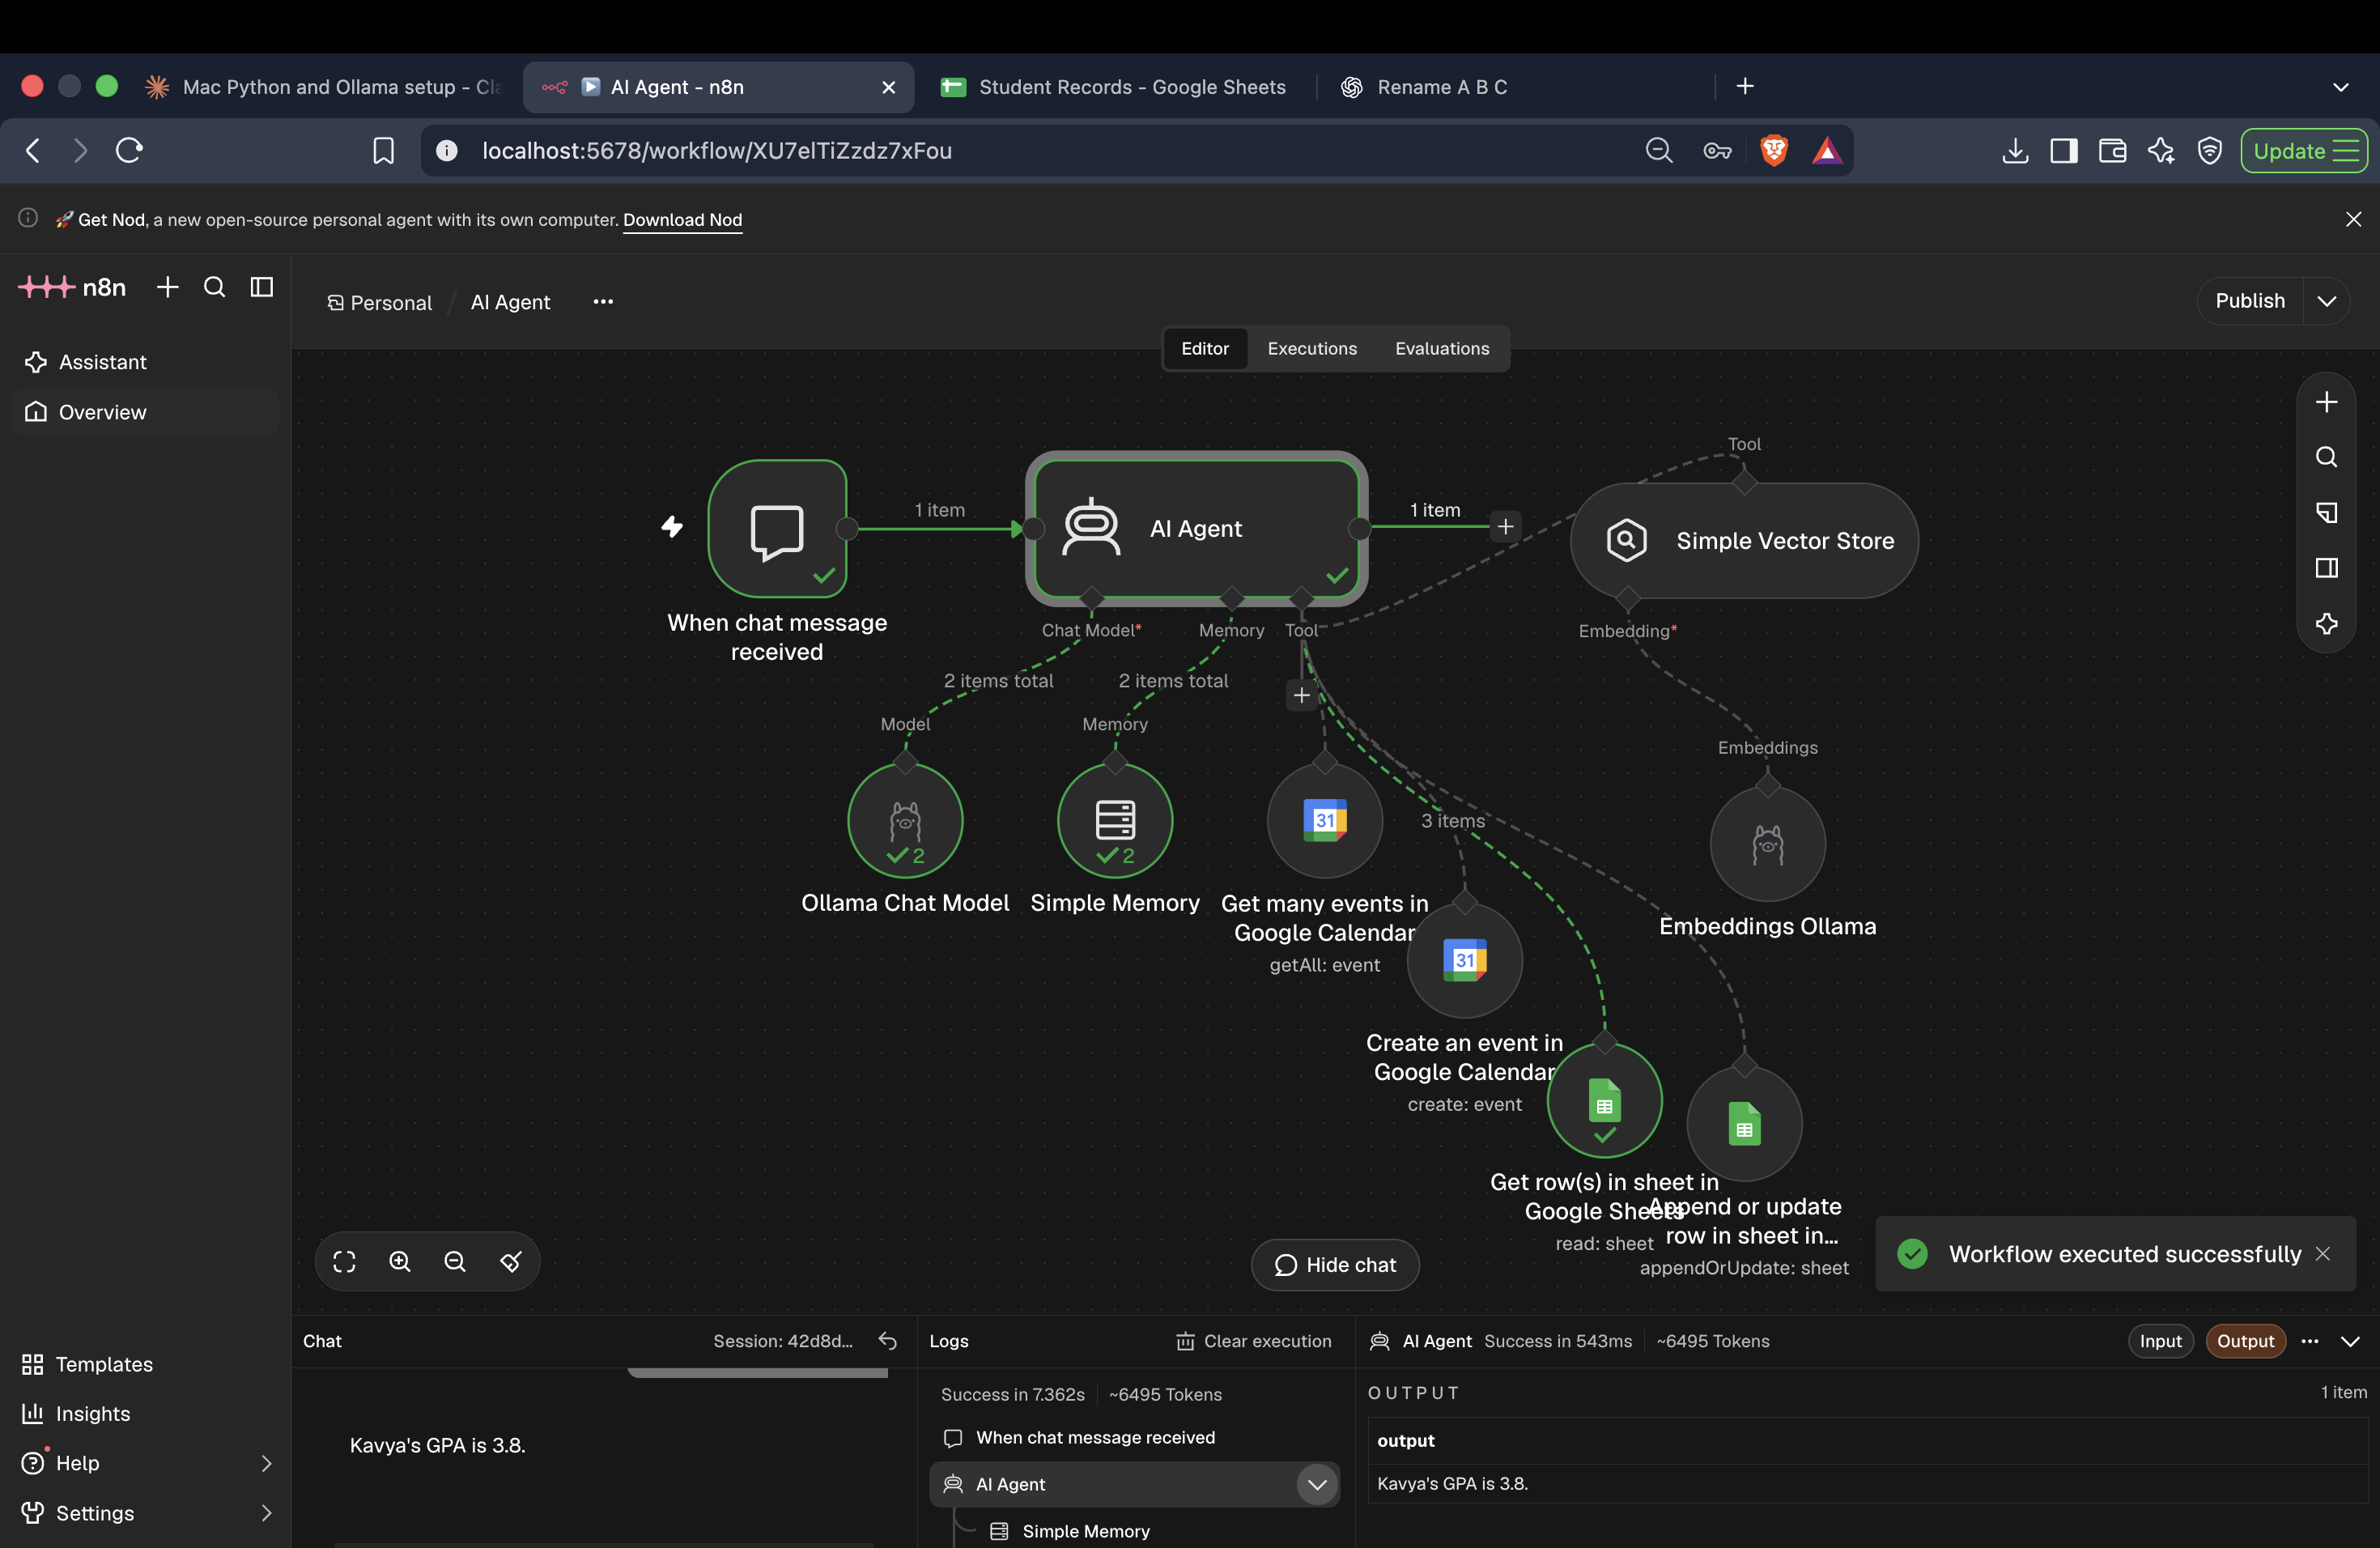 Mac Python and Ollama setup - Cla
AI Agent - n8n
Student Records - Google Sheets
Rename A B C
localhost:5678/workflow/XU7elTiZzdz7xFou
Update
Get Nod, a new open-source personal agent with its own computer. Download Nod
n8n
Personal / AI Agent
Publish
Assistant
Overview
Editor
Executions
Evaluations
Tool
1 item
AI Agent
1 item
Simple Vector Store
When chat message
received
Chat Model*
Memory
Tool
Embedding*
2 items total
2 items total
Model
Memory
Embeddings
31
3 items
2
2
Ollama Chat Model
Simple Memory
Get many events in
Google Calendar
getAll: event
Embeddings Ollama
31
Create an event in
Google Calendar
create: event
Get row(s) in sheet in
Google Sheets
read: sheet
Append or update
row in sheet in...
appendOrUpdate: sheet
Hide chat
Workflow executed successfully
Templates
Insights
Help
Settings
Chat
Session: 42d8d...
Kavya's GPA is 3.8.
Logs
Clear execution
Success in 7.362s
~6495 Tokens
When chat message received
AI Agent
Simple Memory
AI Agent
Success in 543ms
~6495 Tokens
Input
Output
OUTPUT
1 item
output
Kavya's GPA is 3.8.